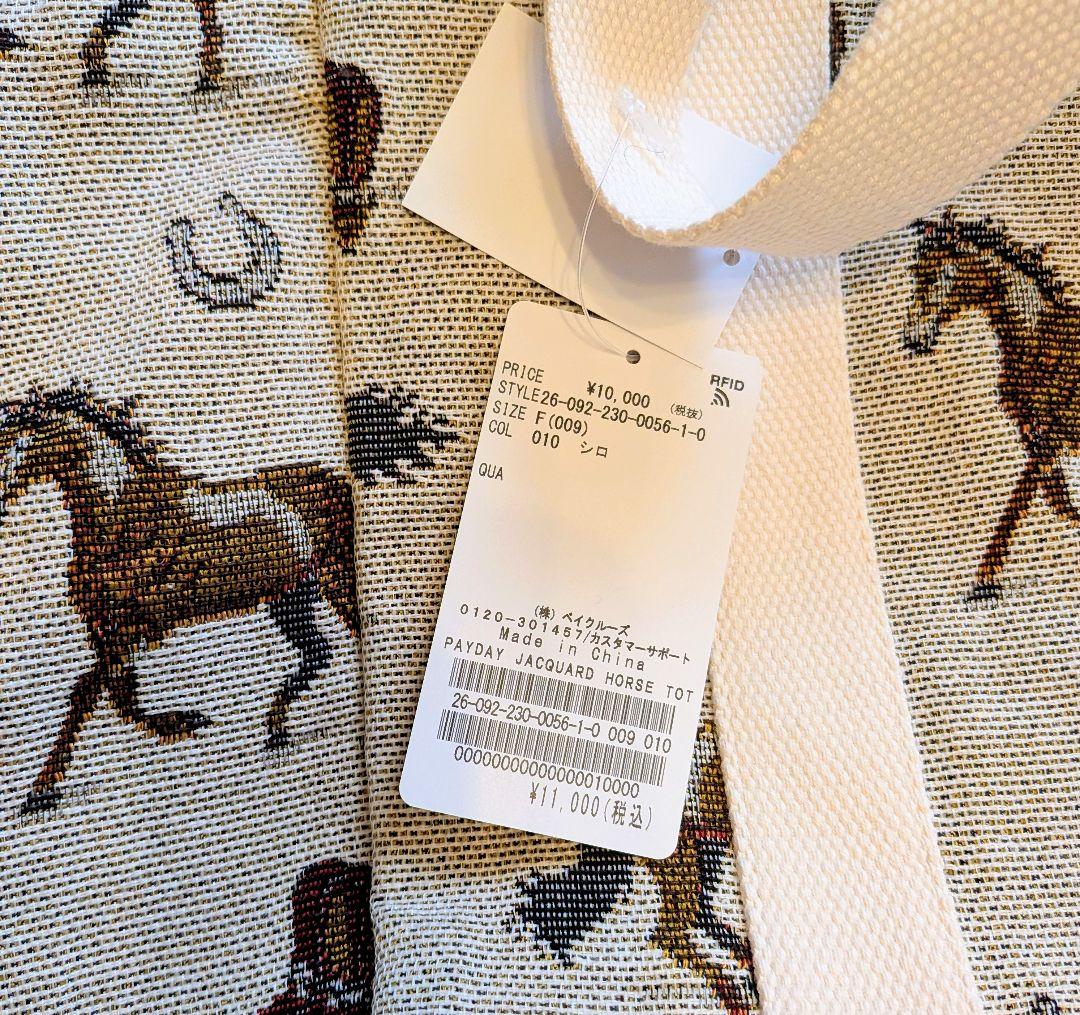 RFID
PRICE ¥10,000 (税抜)
STYLE26-092-230-0056-1-0
SIZE F(009)
COL 010 シロ
QUA
(株) ベイクルーズ
0120-301457/カスタマーサポート
Made in China
PAYDAY JACQUARD HORSE TOT
26-092-230-0056-1-0 009 010
0000000000000010000
¥11,000(税込)